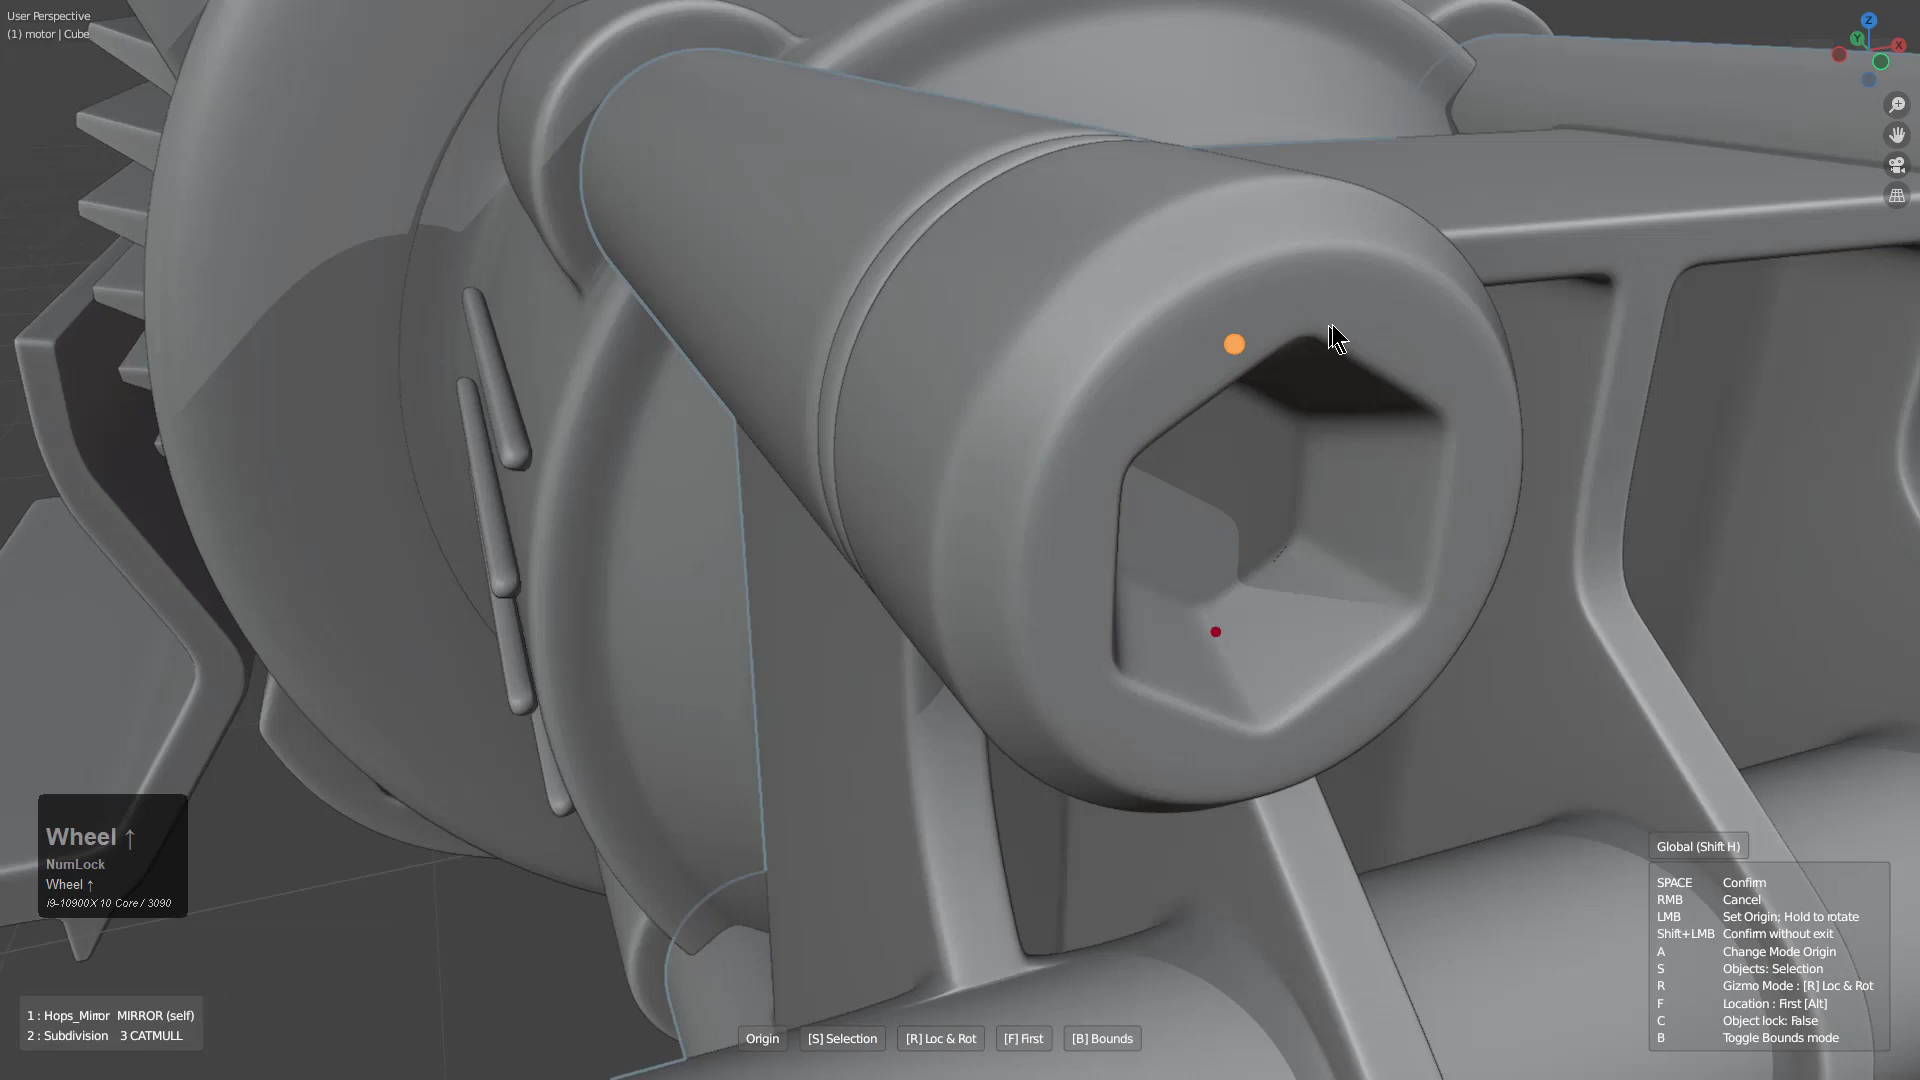 User Perspective
(1) motor | Cube
Z
Y
X
Wheel ↑
NumLock
Wheel ↑
i9-10900X 10 Core / 3090
1 : Hops_Mirror MIRROR (self)
2 : Subdivision 3 CATMULL
Origin
[S] Selection
[R] Loc & Rot
[F] First
[B] Bounds
Global (Shift H)
SPACE Confirm
RMB Cancel
LMB Set Origin; Hold to rotate
Shift+LMB Confirm without exit
A Change Mode Origin
S Objects: Selection
R Gizmo Mode : [R] Loc & Rot
F Location : First [Alt]
C Object lock: False
B Toggle Bounds mode